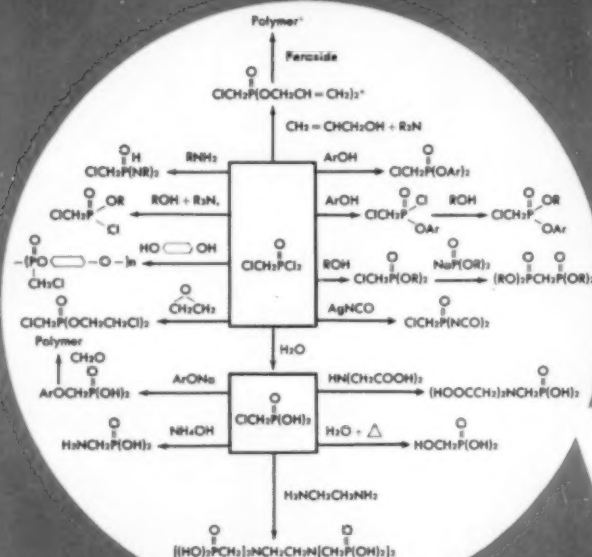 Polymer*
Peroxide
O
ClCH₂P(OCH₂CH=CH₂)₂*
CH₂=CHCH₂OH + R₃N
O H
ClCH₂P(NR)₂
RNH₂
ArOH
O
ClCH₂P(OAr)₂
O OR
ClCH₂P
Cl
ROH + R₃N,
ArOH
O Cl
ClCH₂P
OAr
ROH
O OR
ClCH₂P
OAr
O
-(PO O-)n
CH₂Cl
HO OH
O
ClCH₂PCl₂
ROH
O
ClCH₂P(OR)₂
O
NaP(OR)₂
O O
(RO)₂PCH₂P(OR)₂
O
ClCH₂P(OCH₂CH₂Cl)₂
O
CH₂CH₂
AgNCO
O
ClCH₂P(NCO)₂
H₂O
Polymer
CH₂O
O
ArOCH₂P(OH)₂
ArONa
O
ClCH₂P(OH)₂
HN(CH₂COOH)₂
O
(HOOCCH₂)₂NCH₂P(OH)₂
O
H₂NCH₂P(OH)₂
NH₄OH
H₂O + △
O
HOCH₂P(OH)₂
H₂NCH₂CH₂NH₂
O O
[(HO)₂PCH₂]₂NCH₂CH₂N[CH₂P(OH)₂]₂